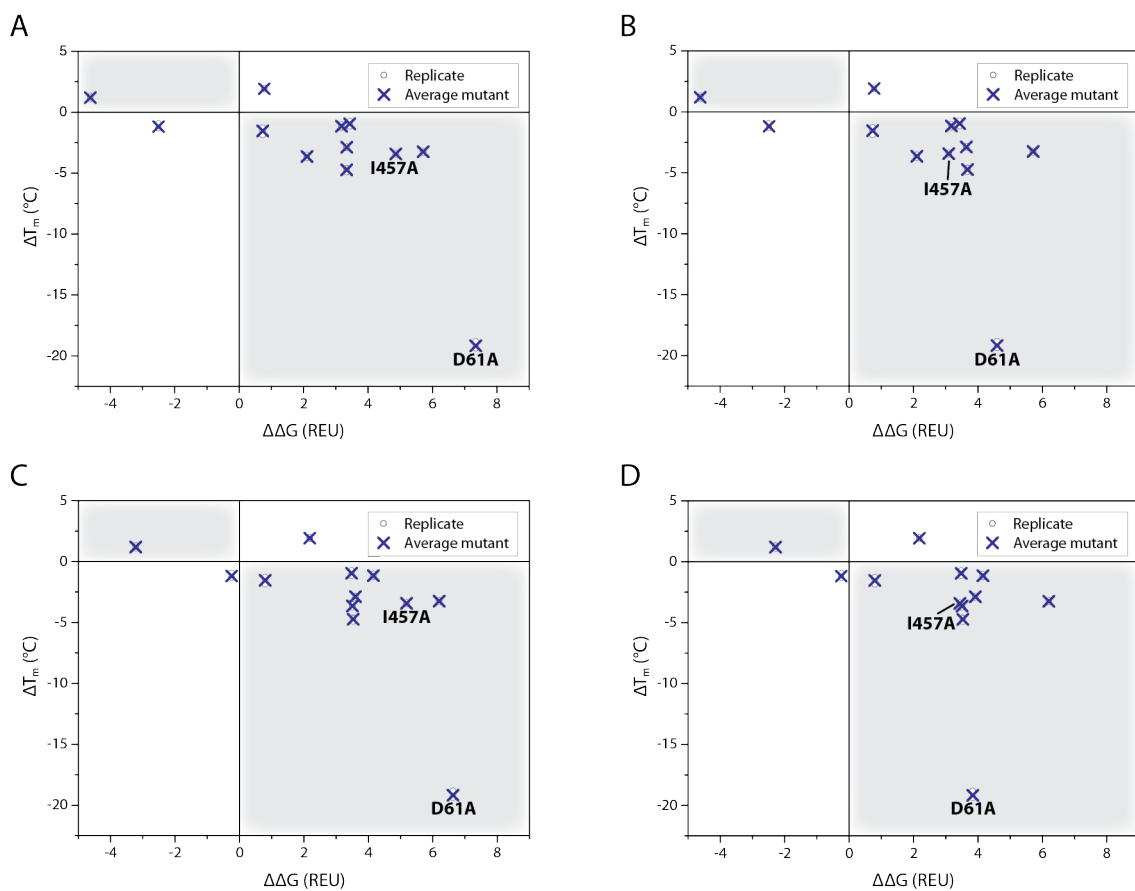 A
B
5
0
-5
-10
-15
-20
ΔTm (°C)
-4
-2
0
2
4
6
8
ΔΔG (REU)
Replicate
Average mutant
I457A
D61A
5
0
-5
-10
-15
-20
ΔTm (°C)
-4
-2
0
2
4
6
8
ΔΔG (REU)
Replicate
Average mutant
I457A
D61A
C
D
5
0
-5
-10
-15
-20
ΔTm (°C)
-4
-2
0
2
4
6
8
ΔΔG (REU)
Replicate
Average mutant
I457A
D61A
5
0
-5
-10
-15
-20
ΔTm (°C)
-4
-2
0
2
4
6
8
ΔΔG (REU)
Replicate
Average mutant
I457A
D61A